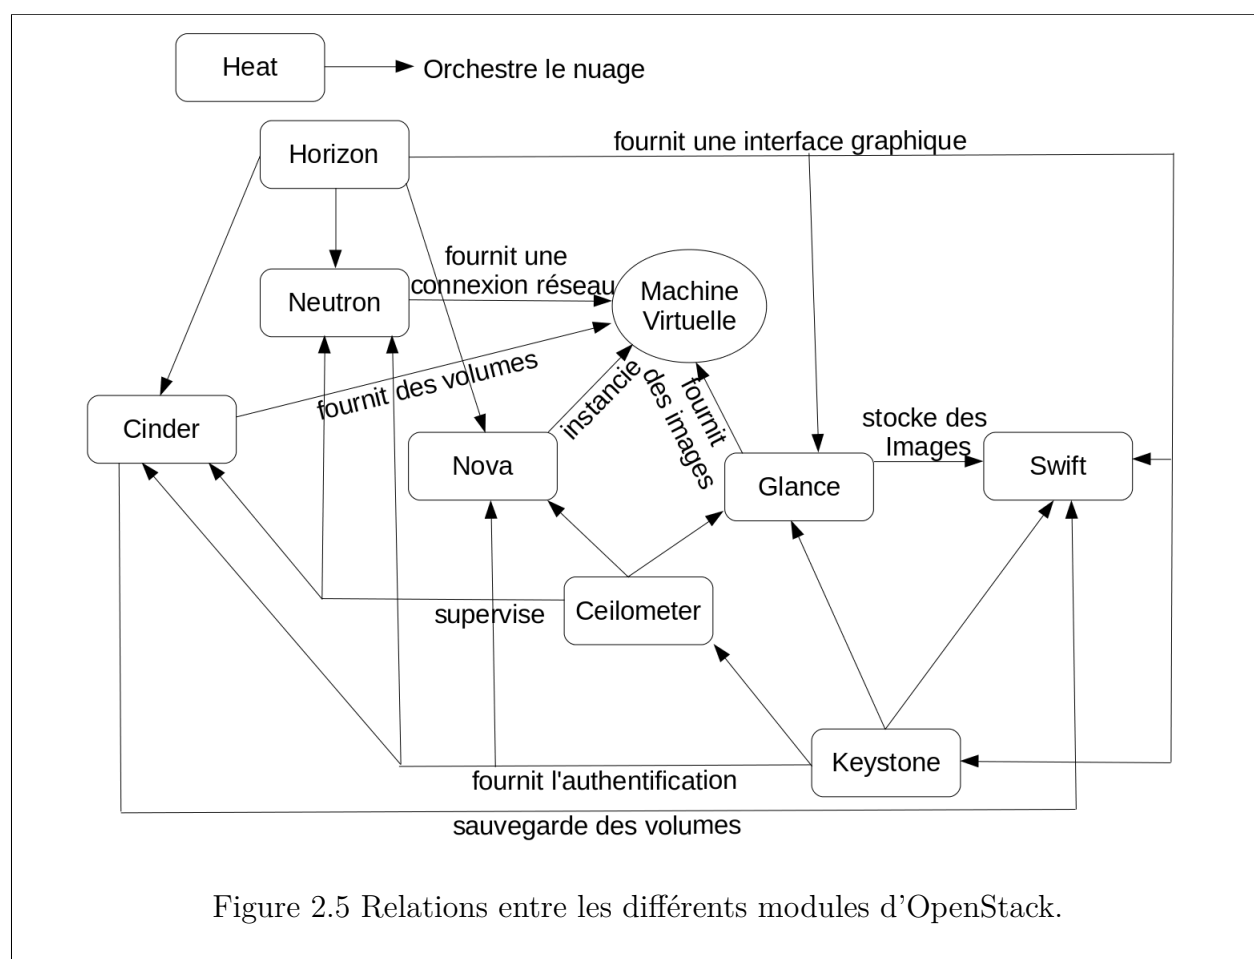 Heat
Orchestre le nuage
Horizon
fournit une interface graphique
fournit une
connexion réseau
Neutron
Machine
Virtuelle
fournit des volumes
instancie
fournit
des images
Cinder
Nova
Glance
stocke des
Images
Swift
supervise
Ceilometer
Keystone
fournit l'authentification
sauvegarde des volumes
Figure 2.5 Relations entre les différents modules d'OpenStack.